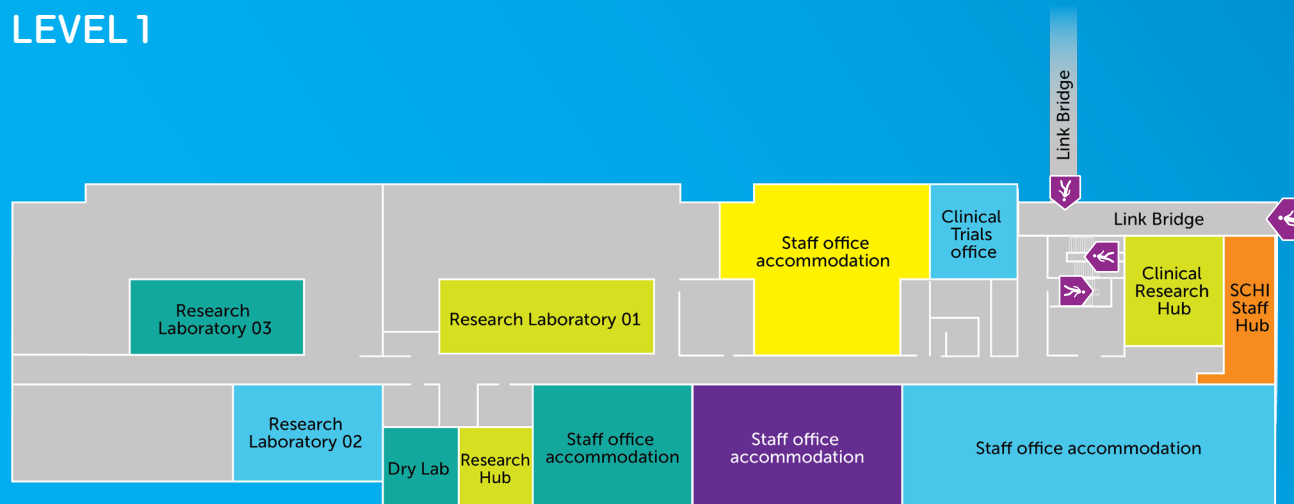 LEVEL 1
Link Bridge
Link Bridge
Clinical
Trials
office
Staff office
accommodation
Clinical
Research
Hub
SCHI
Staff
Hub
Research
Laboratory 03
Research Laboratory 01
Research
Laboratory 02
Dry Lab
Research
Hub
Staff office
accommodation
Staff office
accommodation
Staff office accommodation